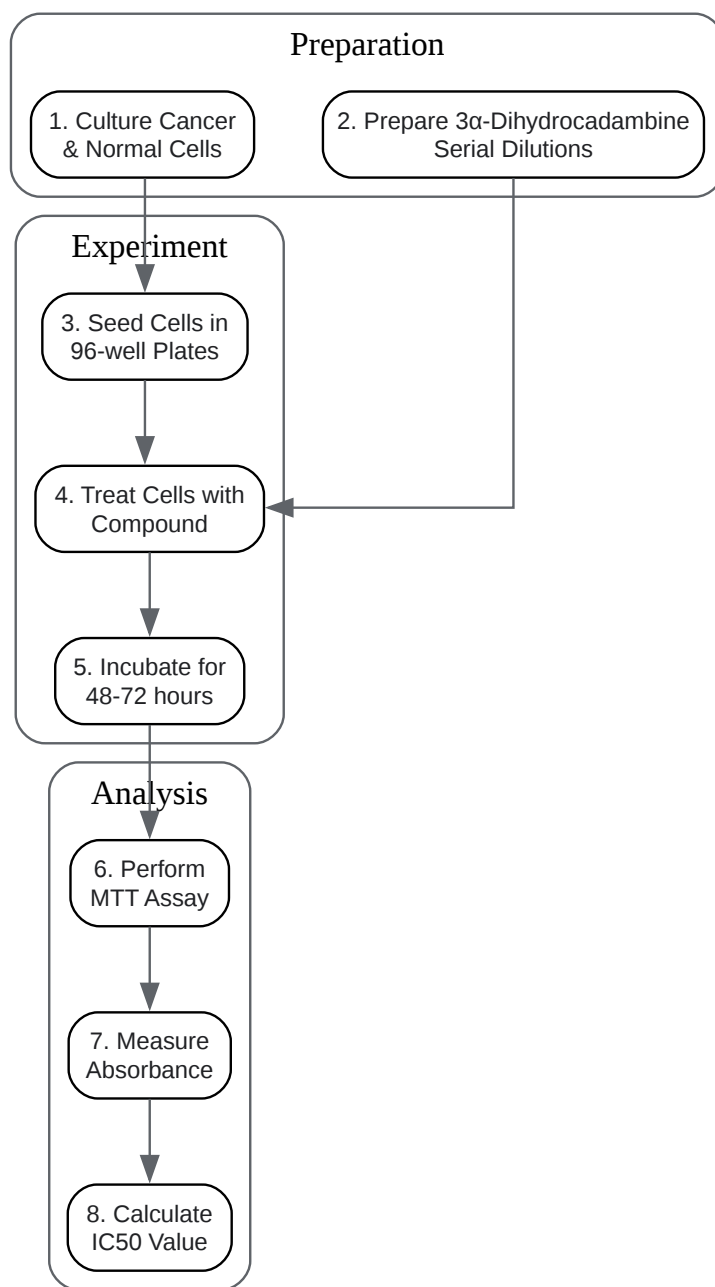 Preparation
1. Culture Cancer
& Normal Cells
2. Prepare 3α-Dihydrocadambine
Serial Dilutions
Experiment
3. Seed Cells in
96-well Plates
4. Treat Cells with
Compound
5. Incubate for
48-72 hours
Analysis
6. Perform
MTT Assay
7. Measure
Absorbance
8. Calculate
IC50 Value